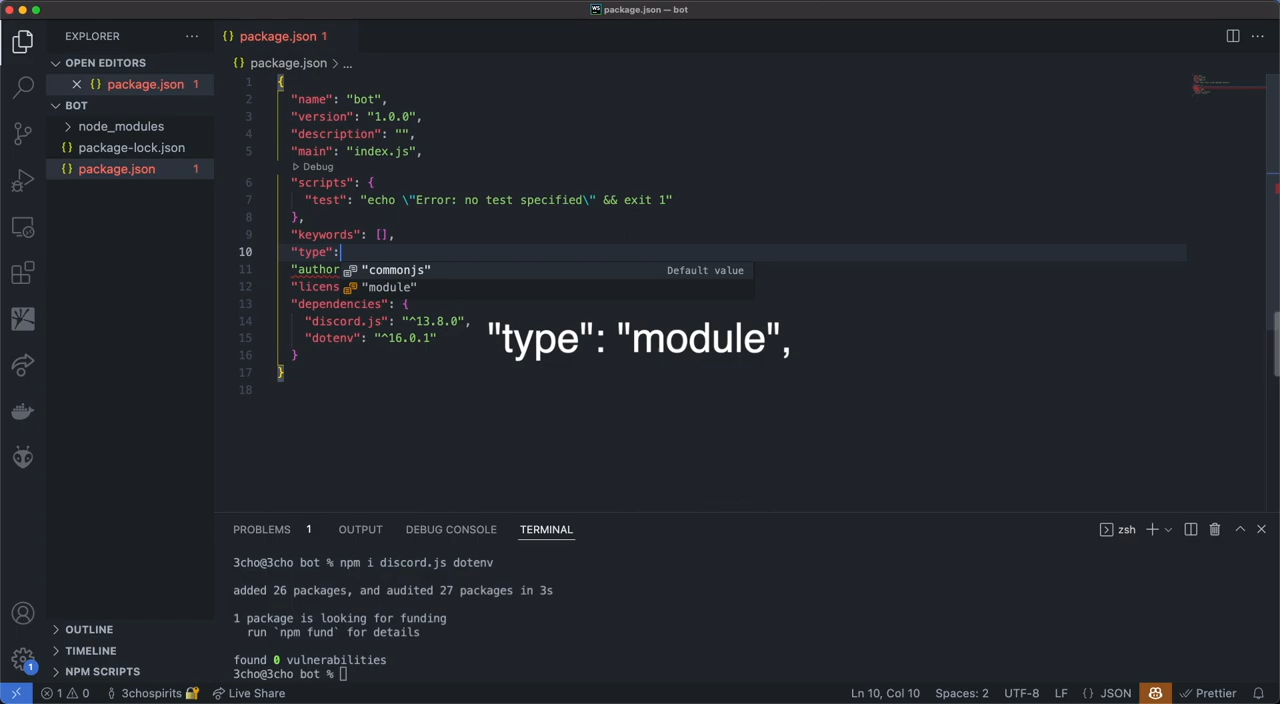 package.json — bot
EXPLORER
package.json 1
OPEN EDITORS
package.json 1
BOT
node_modules
package-lock.json
package.json 1
package.json > ...
1 {
2 "name": "bot",
3 "version": "1.0.0",
4 "description": "",
5 "main": "index.js",
Debug
6 "scripts": {
7 "test": "echo \"Error: no test specified\" && exit 1"
8 },
9 "keywords": [],
10 "type":
11 "author
"commonjs" Default value
12 "licens
"module"
13 "dependencies": {
14 "discord.js": "^13.8.0",
15 "dotenv": "^16.0.1"
16 }
17 }
18
"type": "module",
PROBLEMS 1 OUTPUT DEBUG CONSOLE TERMINAL
zsh
3cho@3cho bot % npm i discord.js dotenv
added 26 packages, and audited 27 packages in 3s
1 package is looking for funding
run `npm fund` for details
found 0 vulnerabilities
3cho@3cho bot %
OUTLINE
TIMELINE
NPM SCRIPTS
1
1 0 3chospirits Live Share Ln 10, Col 10 Spaces: 2 UTF-8 LF {} JSON Prettier